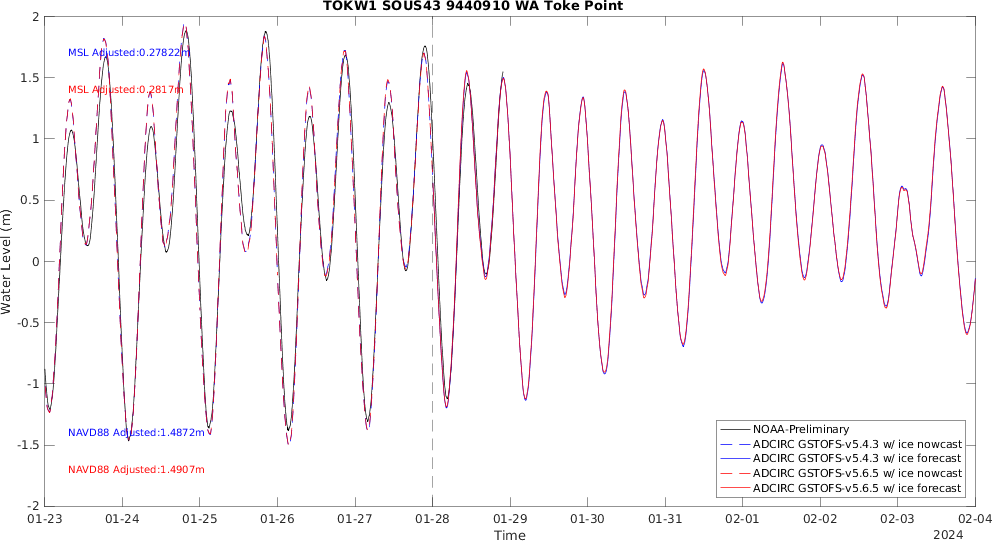 TOKW1 SOUS43 9440910 WA Toke Point
2
1.5
1
0.5
0
-0.5
-1
-1.5
-2
Water Level (m)
MSL Adjusted:0.27822m
MSL Adjusted:0.2817m
NAVD88 Adjusted:1.4872m
NAVD88 Adjusted:1.4907m
NOAA-Preliminary
ADCIRC GSTOFS-v5.4.3 w/ ice nowcast
ADCIRC GSTOFS-v5.4.3 w/ ice forecast
ADCIRC GSTOFS-v5.6.5 w/ ice nowcast
ADCIRC GSTOFS-v5.6.5 w/ ice forecast
01-23 01-24 01-25 01-26 01-27 01-28 01-29 01-30 01-31 02-01 02-02 02-03 02-04
Time
2024